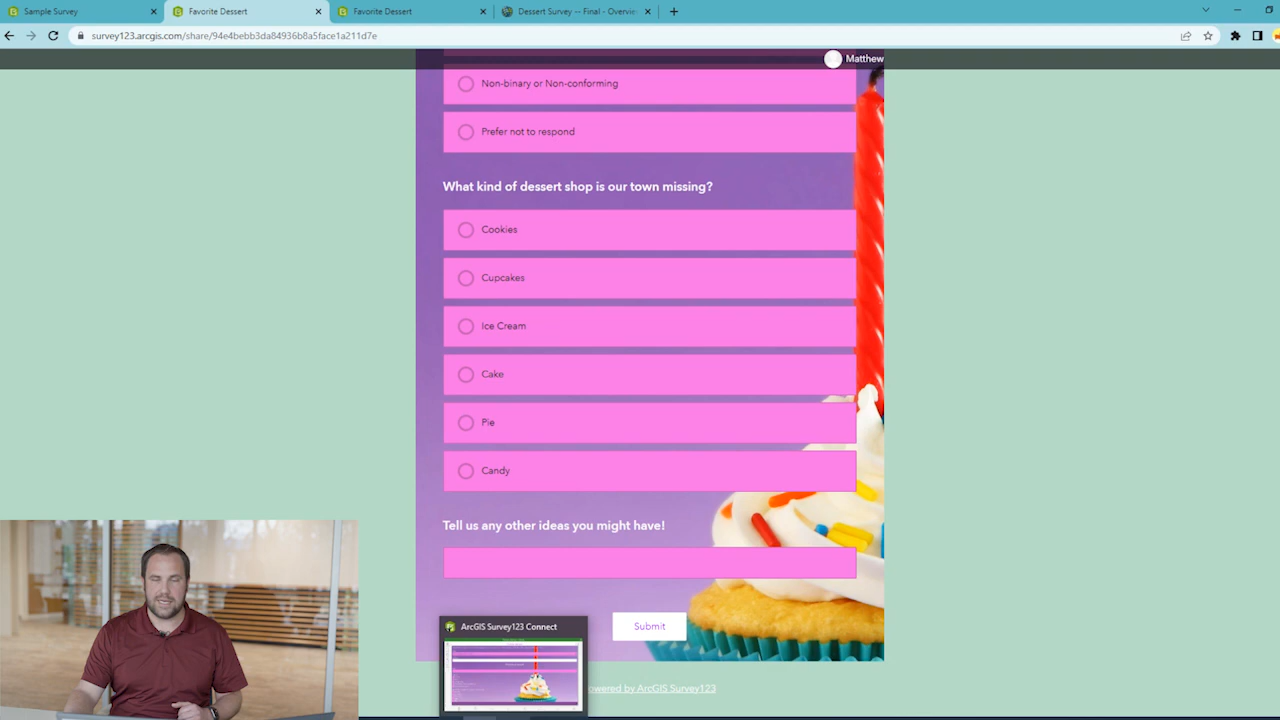 Sample Survey
Favorite Dessert
Favorite Dessert
Dessert Survey -- Final - Overvie
survey123.arcgis.com/share/94e4bebb3da84936b8a5face1a211d7e
Matthew
Non-binary or Non-conforming
Prefer not to respond
What kind of dessert shop is our town missing?
Cookies
Cupcakes
Ice Cream
Cake
Pie
Candy
Tell us any other ideas you might have!
ArcGIS Survey123 Connect
Submit
owered by ArcGIS Survey123